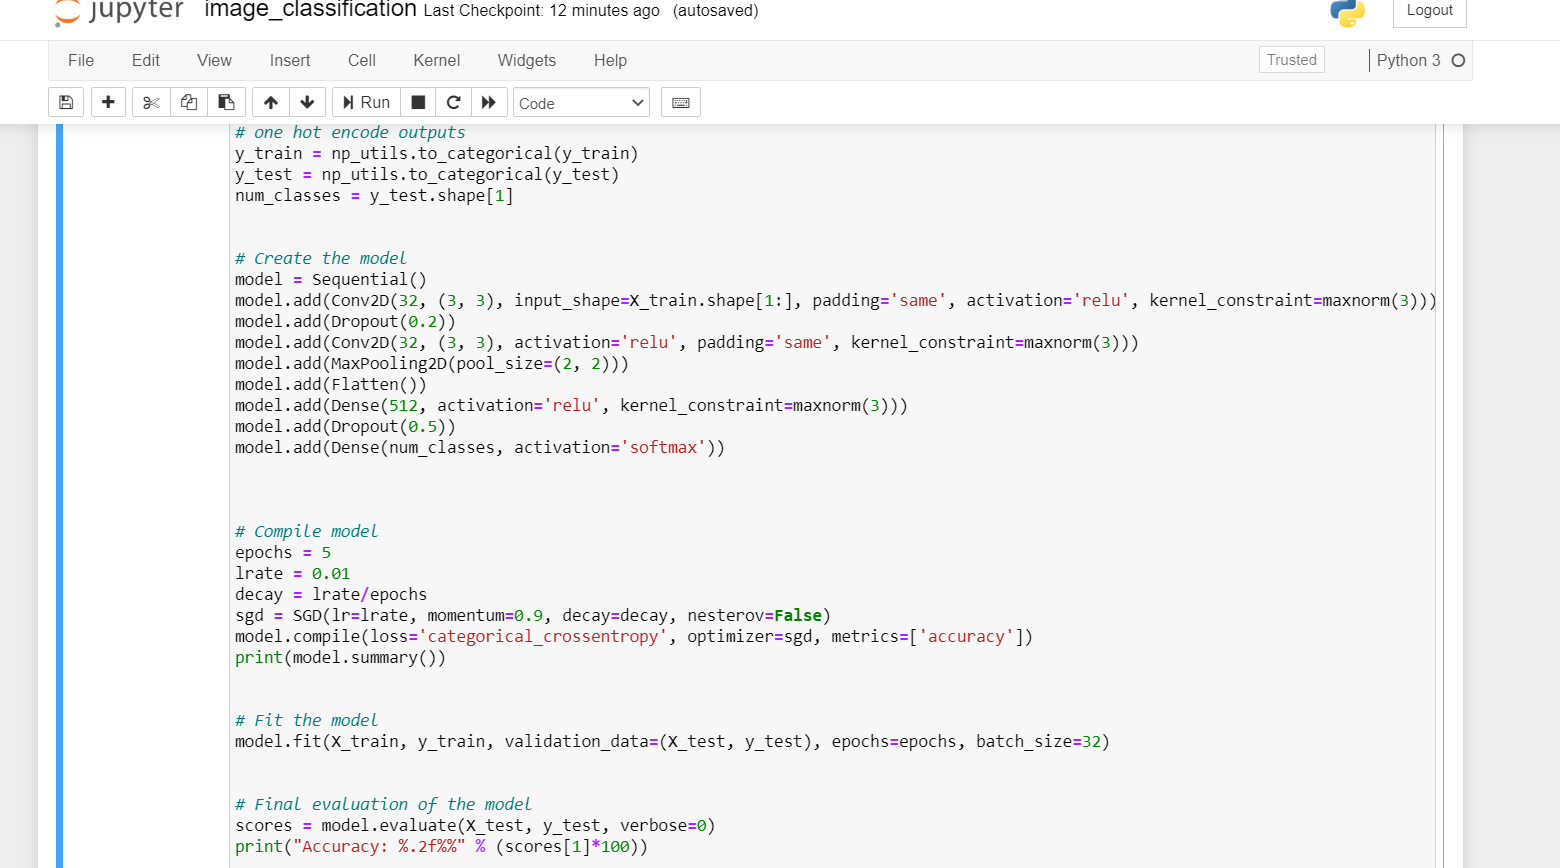 jupyter image_classification Last Checkpoint: 12 minutes ago (autosaved) Logout
File Edit View Insert Cell Kernel Widgets Help Trusted Python 3
Run Code
# one hot encode outputs
y_train = np_utils.to_categorical(y_train)
y_test = np_utils.to_categorical(y_test)
num_classes = y_test.shape[1]
# Create the model
model = Sequential()
model.add(Conv2D(32, (3, 3), input_shape=X_train.shape[1:], padding='same', activation='relu', kernel_constraint=maxnorm(3)))
model.add(Dropout(0.2))
model.add(Conv2D(32, (3, 3), activation='relu', padding='same', kernel_constraint=maxnorm(3)))
model.add(MaxPooling2D(pool_size=(2, 2)))
model.add(Flatten())
model.add(Dense(512, activation='relu', kernel_constraint=maxnorm(3)))
model.add(Dropout(0.5))
model.add(Dense(num_classes, activation='softmax'))
# Compile model
epochs = 5
lrate = 0.01
decay = lrate/epochs
sgd = SGD(lr=lrate, momentum=0.9, decay=decay, nesterov=False)
model.compile(loss='categorical_crossentropy', optimizer=sgd, metrics=['accuracy'])
print(model.summary())
# Fit the model
model.fit(X_train, y_train, validation_data=(X_test, y_test), epochs=epochs, batch_size=32)
# Final evaluation of the model
scores = model.evaluate(X_test, y_test, verbose=0)
print("Accuracy: %.2f%%" % (scores[1]*100))